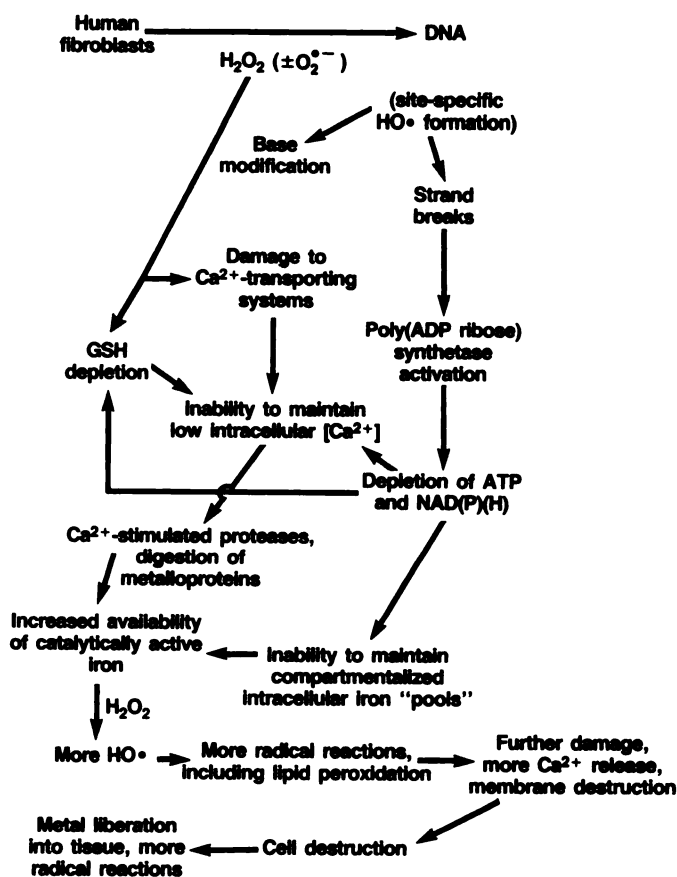 Human
fibroblasts
DNA
H₂O₂ (±O₂•⁻)
(site-specific
HO• formation)
Base
modification
Strand
breaks
Damage to
Ca²⁺-transporting
systems
Poly(ADP ribose)
synthetase
activation
GSH
depletion
Inability to maintain
low intracellular [Ca²⁺]
Depletion of ATP
and NAD(P)(H)
Ca²⁺-stimulated proteases,
digestion of
metalloproteins
Increased availability
of catalytically active
iron
Inability to maintain
compartmentalized
intracellular iron “pools”
H₂O₂
More HO•
More radical reactions,
including lipid peroxidation
Further damage,
more Ca²⁺ release,
membrane destruction
Cell destruction
Metal liberation
into tissue, more
radical reactions